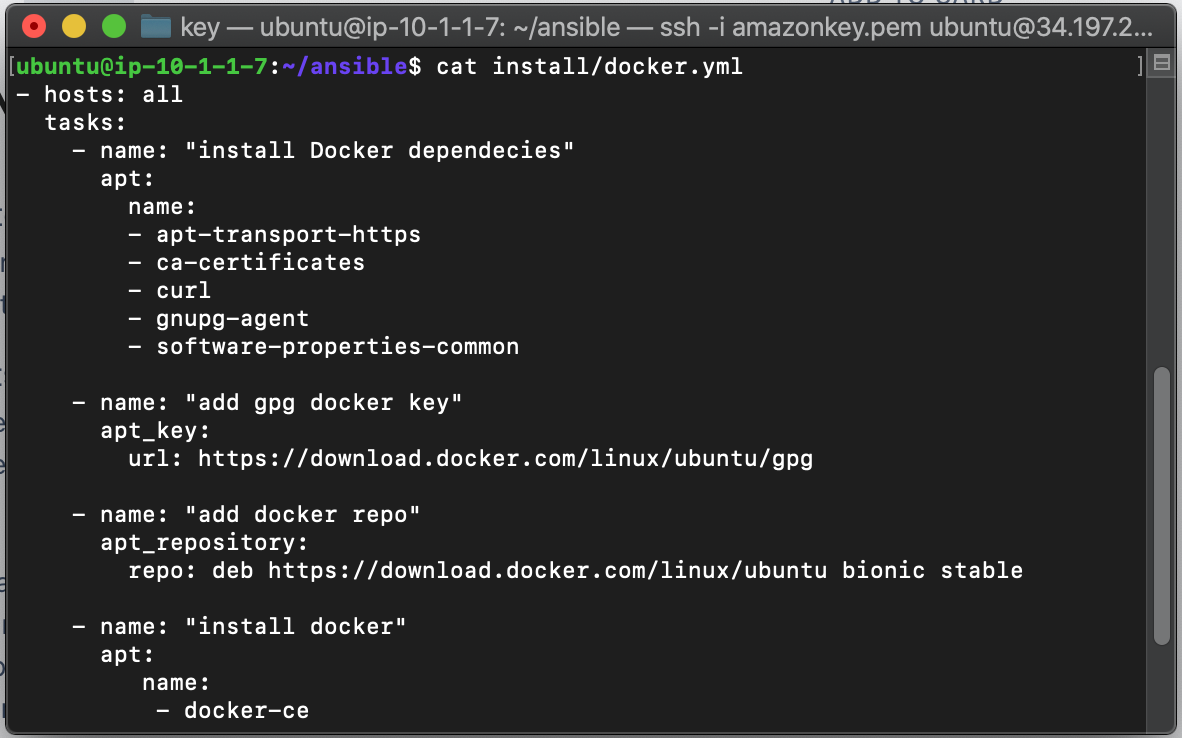 key — ubuntu@ip-10-1-1-7: ~/ansible — ssh -i amazonkey.pem ubuntu@34.197.2...
[ubuntu@ip-10-1-1-7:~/ansible$ cat install/docker.yml ]
- hosts: all
  tasks:
    - name: "install Docker dependecies"
      apt:
        name:
        - apt-transport-https
        - ca-certificates
        - curl
        - gnupg-agent
        - software-properties-common

    - name: "add gpg docker key"
      apt_key:
        url: https://download.docker.com/linux/ubuntu/gpg

    - name: "add docker repo"
      apt_repository:
        repo: deb https://download.docker.com/linux/ubuntu bionic stable

    - name: "install docker"
      apt:
         name:
          - docker-ce